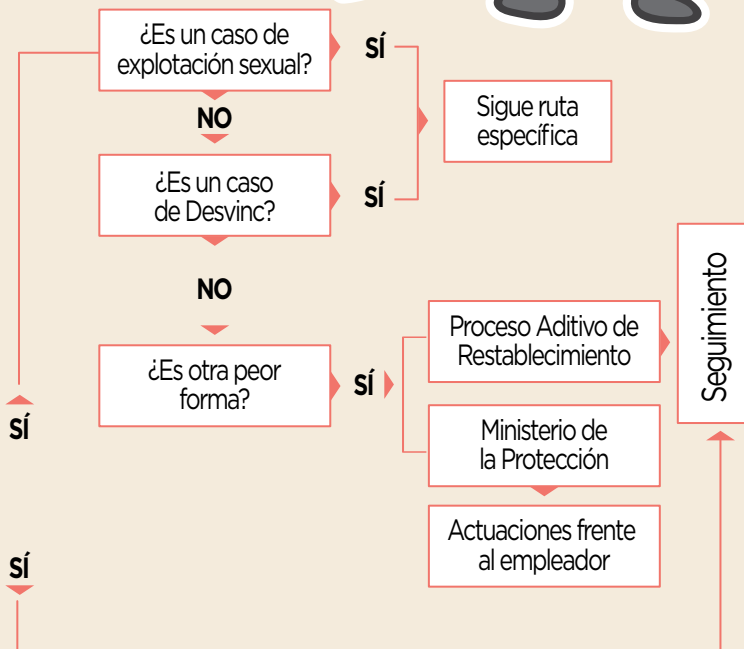 ¿Es un caso de
explotación sexual?
SÍ
NO
Sigue ruta
específica
¿Es un caso
de Desvinc?
SÍ
NO
¿Es otra peor
forma?
SÍ
Proceso Aditivo de
Restablecimiento
Ministerio de
la Protección
Actuaciones frente
al empleador
Seguimiento
SÍ
SÍ